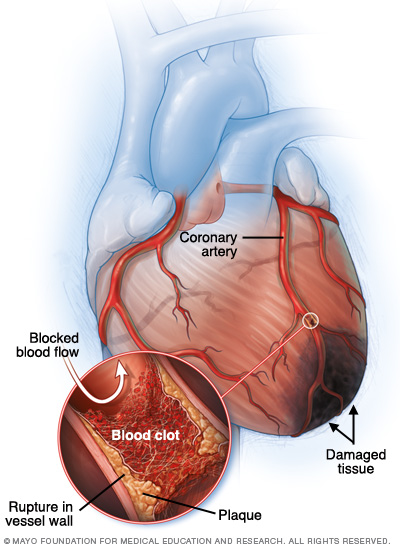 Coronary
artery
Blocked
blood flow
Blood clot
Damaged
tissue
Rupture in
vessel wall
Plaque
© MAYO FOUNDATION FOR MEDICAL EDUCATION AND RESEARCH. ALL RIGHTS RESERVED.